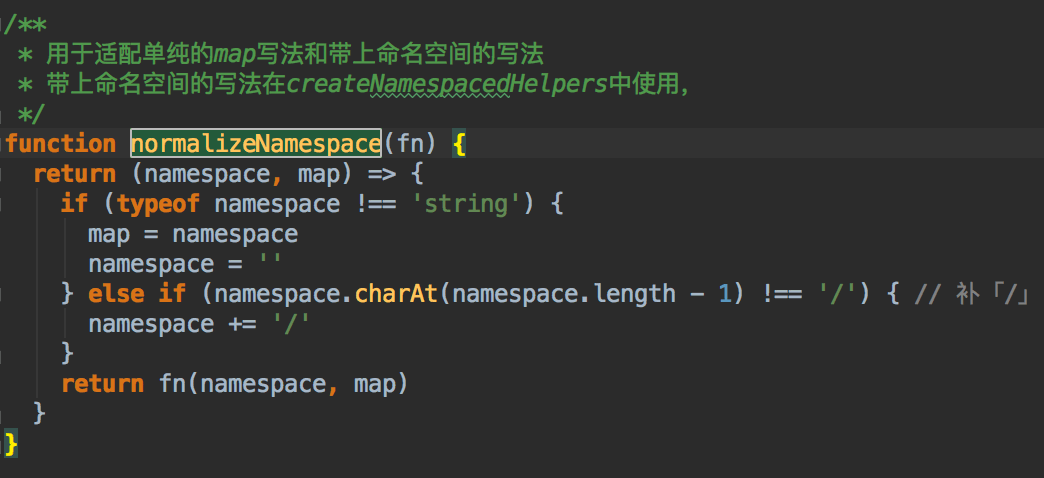 /**
 * 用于适配单纯的map写法和带上命名空间的写法
 * 带上命名空间的写法在createNamespacedHelpers中使用,
 */
function normalizeNamespace(fn) {
  return (namespace, map) => {
    if (typeof namespace !== 'string') {
      map = namespace
      namespace = ''
    } else if (namespace.charAt(namespace.length - 1) !== '/') { // 补「/」
      namespace += '/'
    }
    return fn(namespace, map)
  }
}